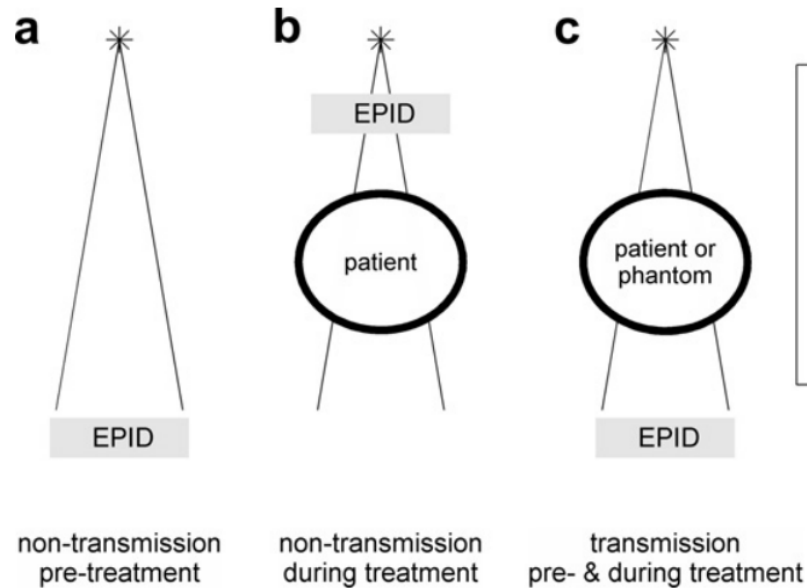 a
b
c
EPID
patient
patient or
phantom
EPID
EPID
non-transmission
pre-treatment
non-transmission
during treatment
transmission
pre- & during treatment